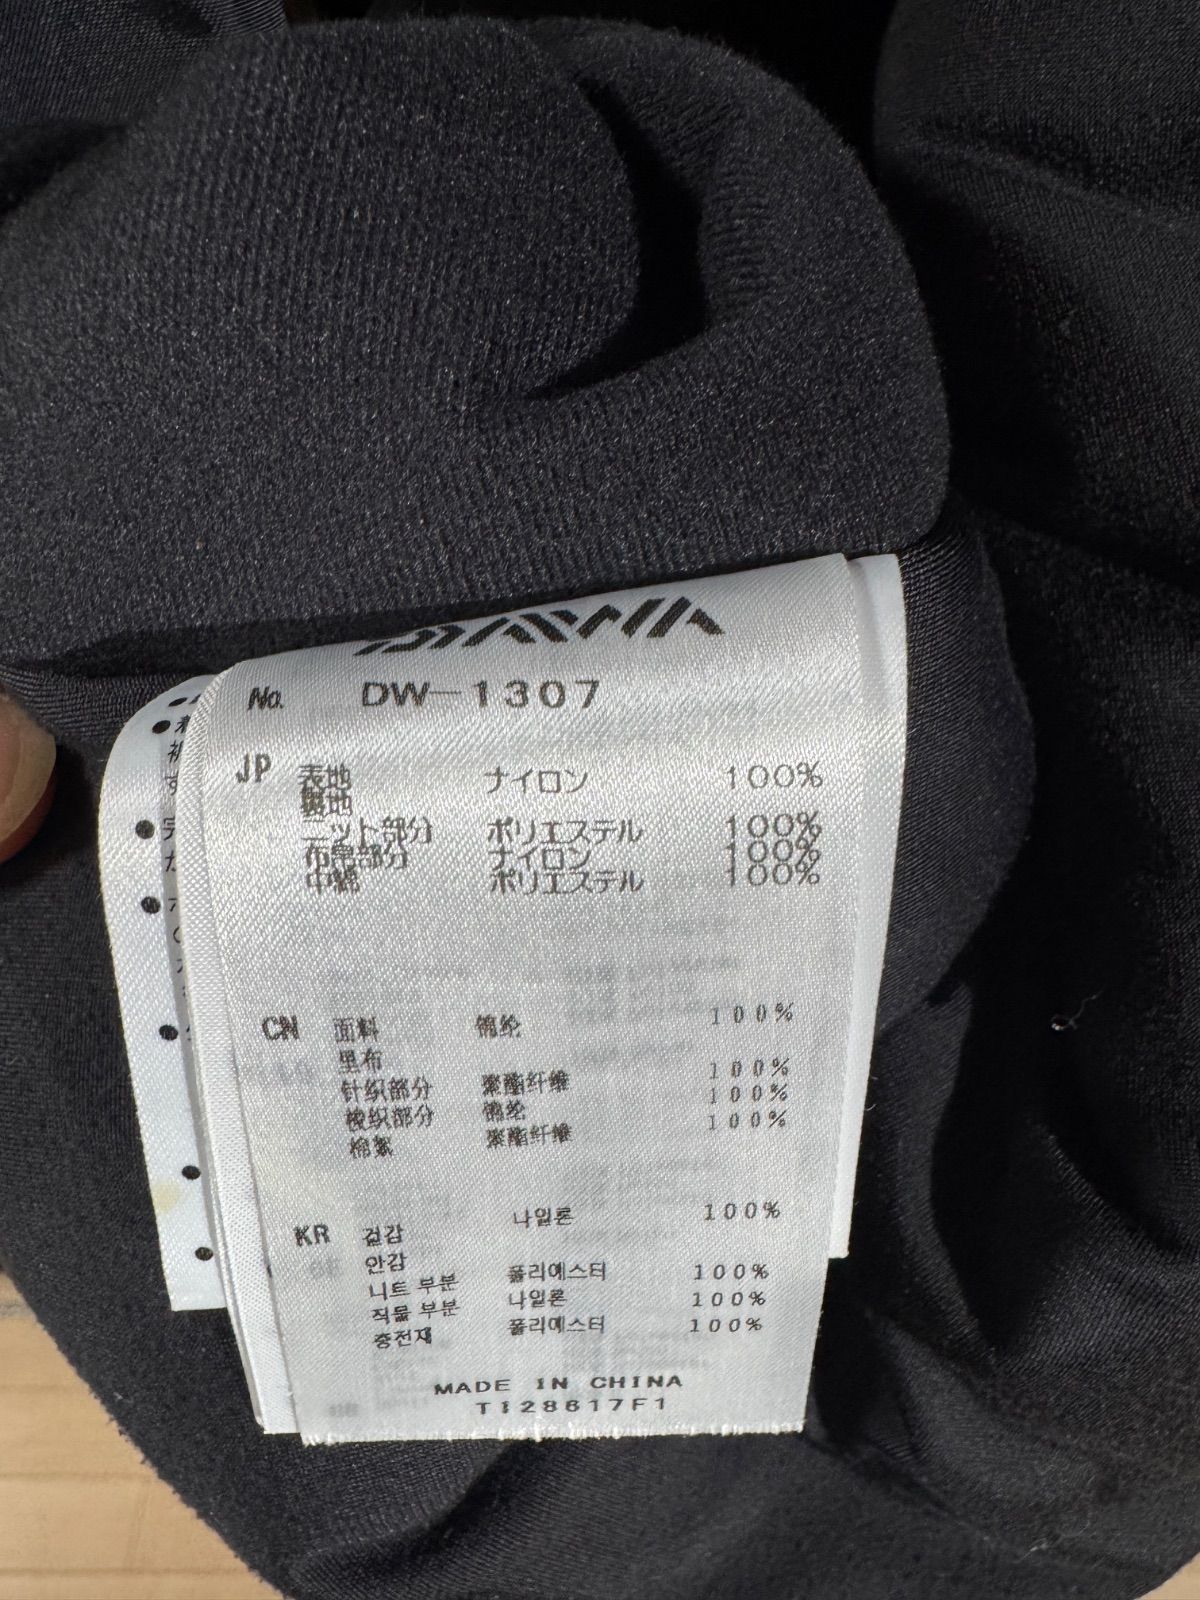 DAIWA
No. DW-1307
JP 表地 ナイロン 100%
裏地
ニット部分 ポリエステル 100%
布帛部分 ナイロン 100%
中綿 ポリエステル 100%
CN 面料 锦纶 100%
里布
针织部分 聚酯纤维 100%
梭织部分 锦纶 100%
棉絮 聚酯纤维 100%
KR 겉감 나일론 100%
안감
니트 부분 폴리에스터 100%
직물 부분 나일론 100%
충전재 폴리에스터 100%
MADE IN CHINA
T128617F1